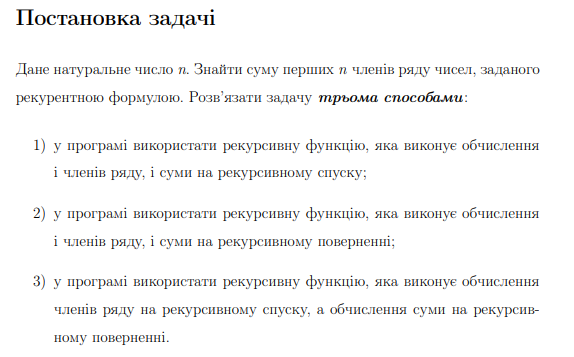 Постановка задачі
Дане натуральне число n. Знайти суму перших n членів ряду чисел, заданого
рекурентною формулою. Розв'язати задачу трьома способами:
1) у програмі використати рекурсивну функцію, яка виконує обчислення
і членів ряду, і суми на рекурсивному спуску;
2) у програмі використати рекурсивну функцію, яка виконує обчислення
і членів ряду, і суми на рекурсивному поверненні;
3) у програмі використати рекурсивну функцію, яка виконує обчислення
членів ряду на рекурсивному спуску, а обчислення суми на рекурсив-
ному поверненні.